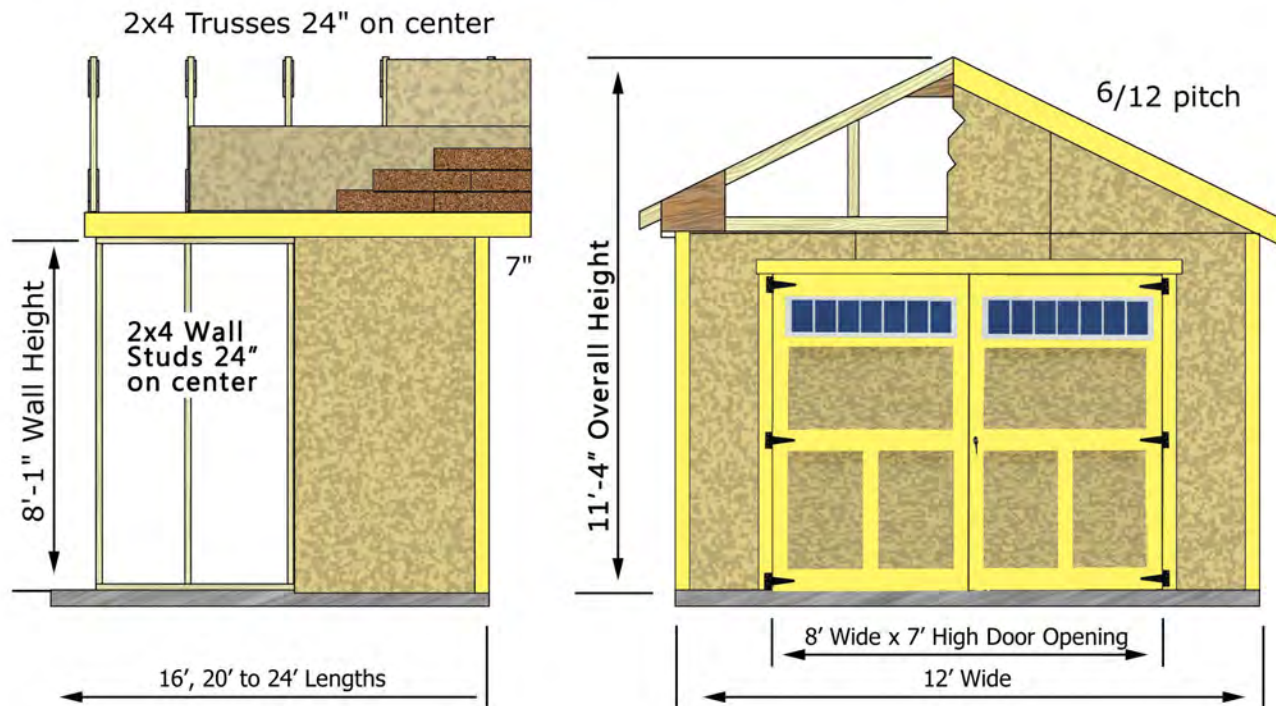 2x4 Trusses 24" on center
7"
2x4 Wall
Studs 24"
on center
8'-1" Wall Height
16', 20' to 24' Lengths
6/12 pitch
11'-4" Overall Height
8' Wide x 7' High Door Opening
12' Wide